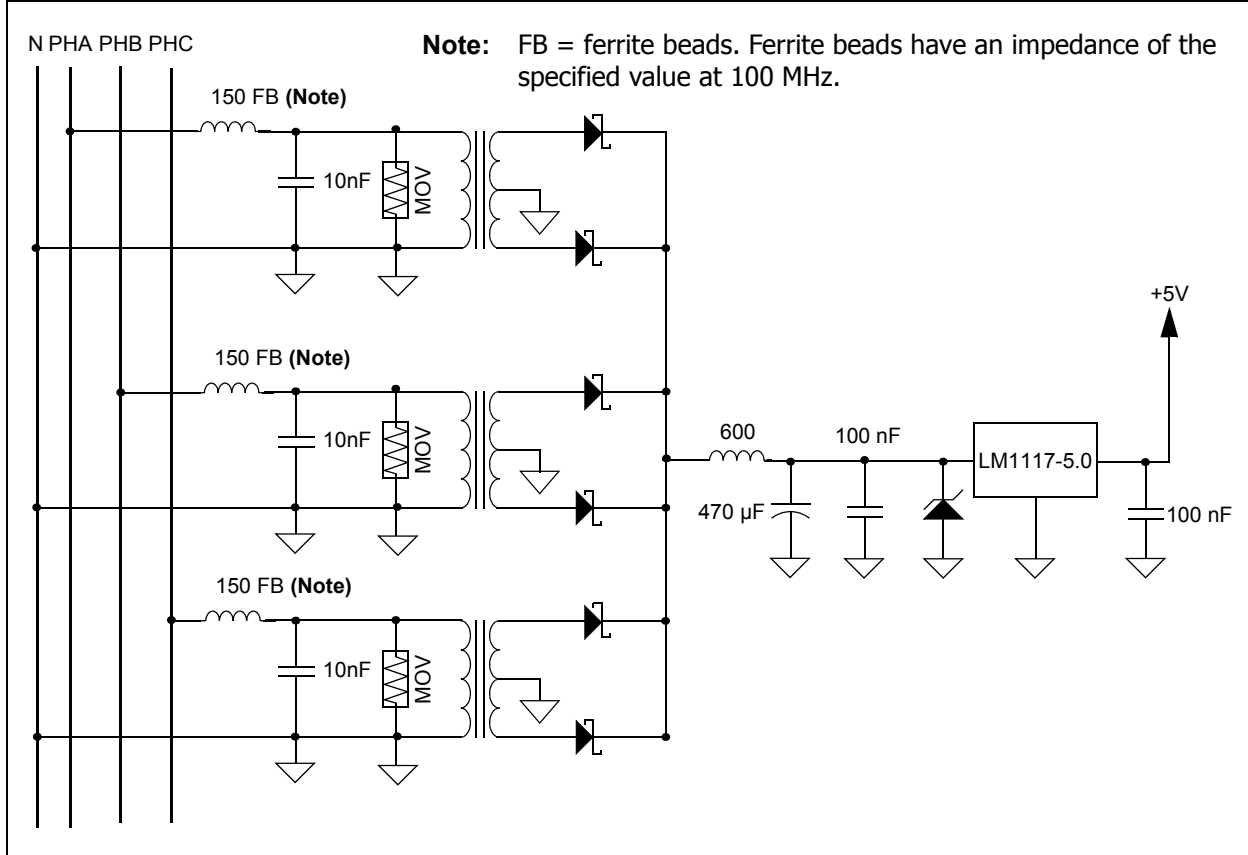 N PHA PHB PHC
Note: FB = ferrite beads. Ferrite beads have an impedance of the
specified value at 100 MHz.
150 FB (Note)
10nF
MOV
+5V
150 FB (Note)
10nF
MOV
600
100 nF
LM1117-5.0
470 µF
100 nF
150 FB (Note)
10nF
MOV